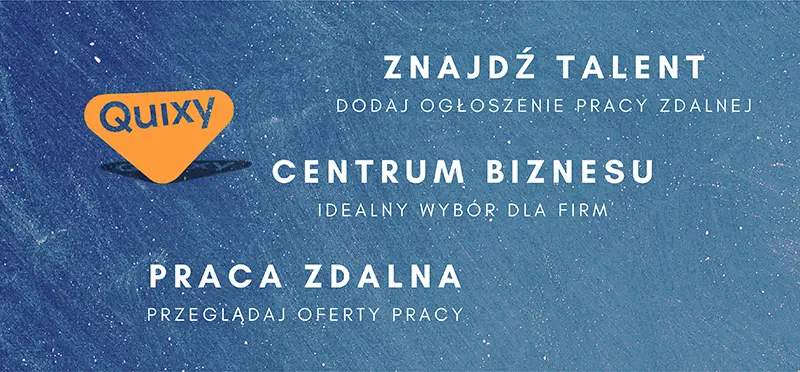 ZNAJDŹ TALENT
DODAJ OGŁOSZENIE PRACY ZDALNEJ
Quixy
CENTRUM BIZNESU
IDEALNY WYBÓR DLA FIRM
PRACA ZDALNA
PRZEGLĄDAJ OFERTY PRACY